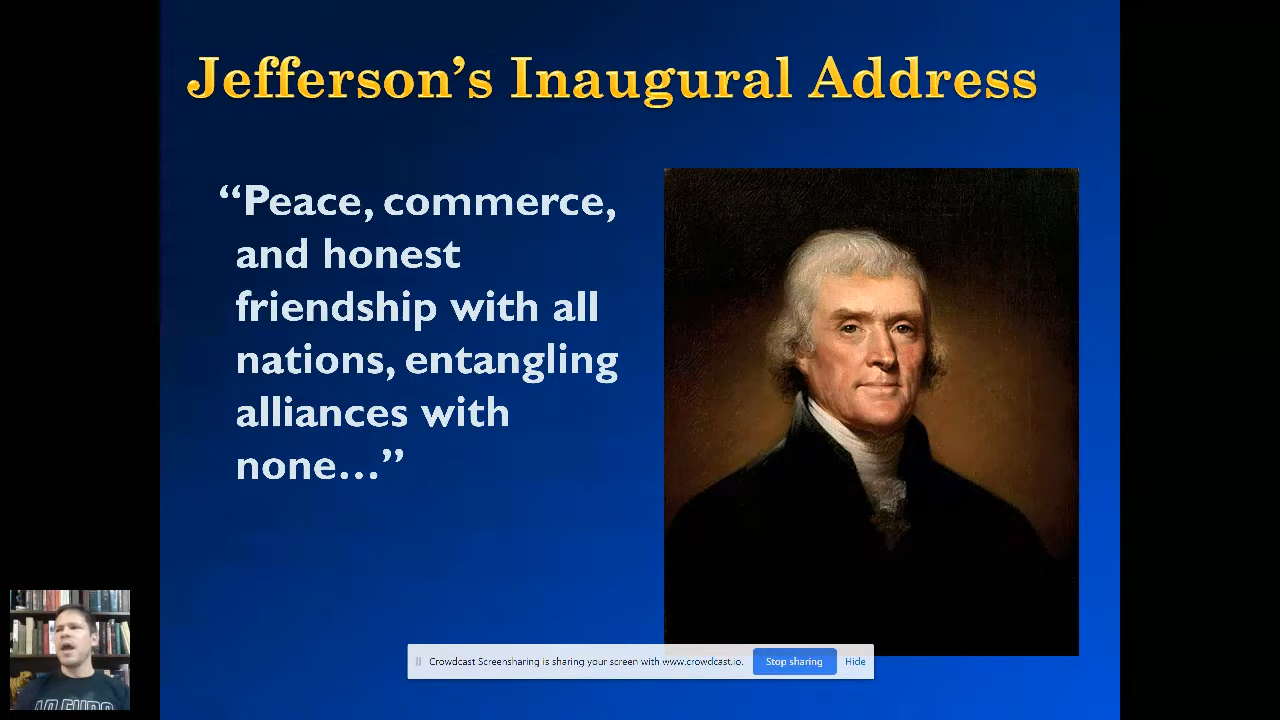 Jefferson’s Inaugural Address
“Peace, commerce,
and honest
friendship with all
nations, entangling
alliances with
none…”
Crowdcast Screensharing is sharing your screen with www.crowdcast.io.
Stop sharing
Hide